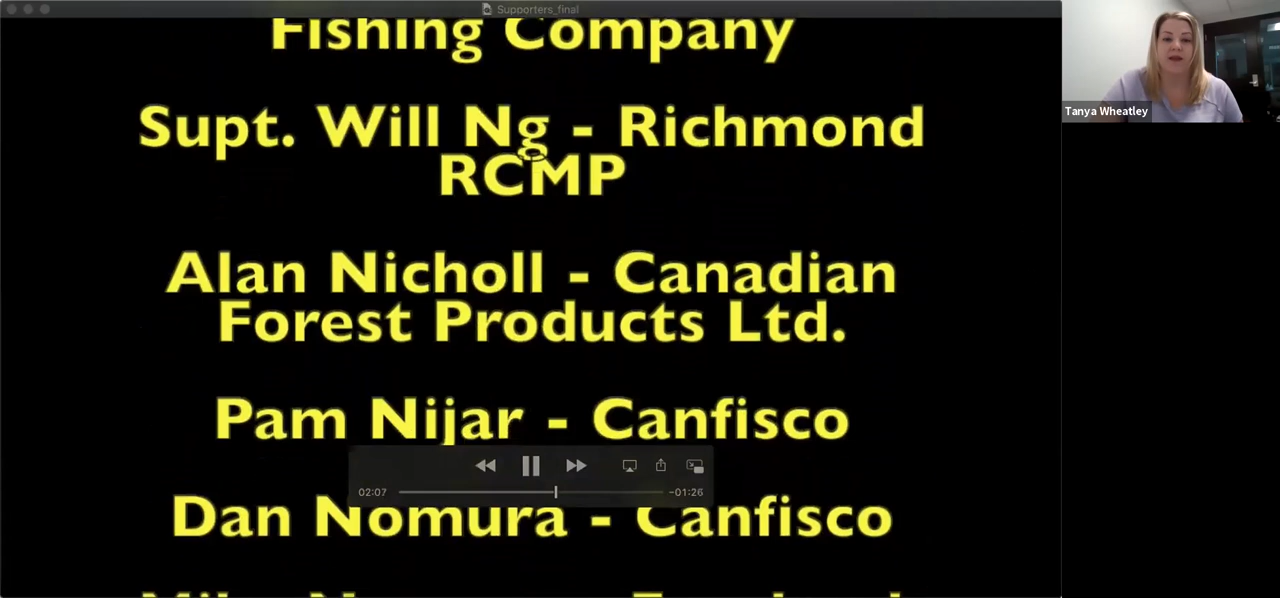 Supporters_final
Fishing Company
Supt. Will Ng - Richmond
RCMP
Alan Nicholl - Canadian
Forest Products Ltd.
Pam Nijar - Canfisco
02:07
-01:26
Dan Nomura - Canfisco
Tanya Wheatley